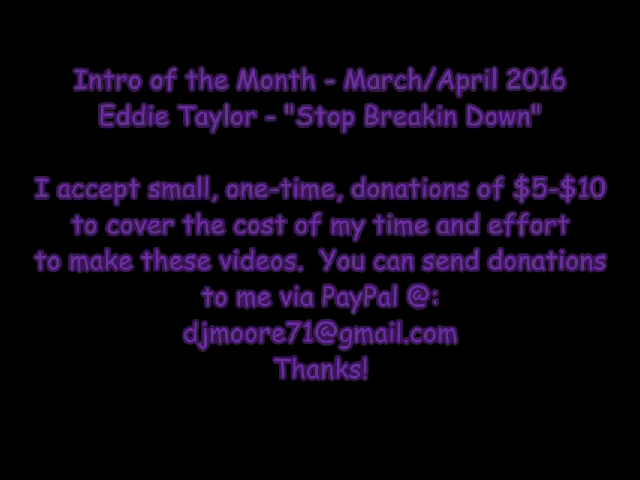 Intro of the Month - March/April 2016
Eddie Taylor - "Stop Breakin Down"
I accept small, one-time, donations of $5-$10
to cover the cost of my time and effort
to make these videos.  You can send donations
to me via PayPal @:
djmoore71@gmail.com
Thanks!